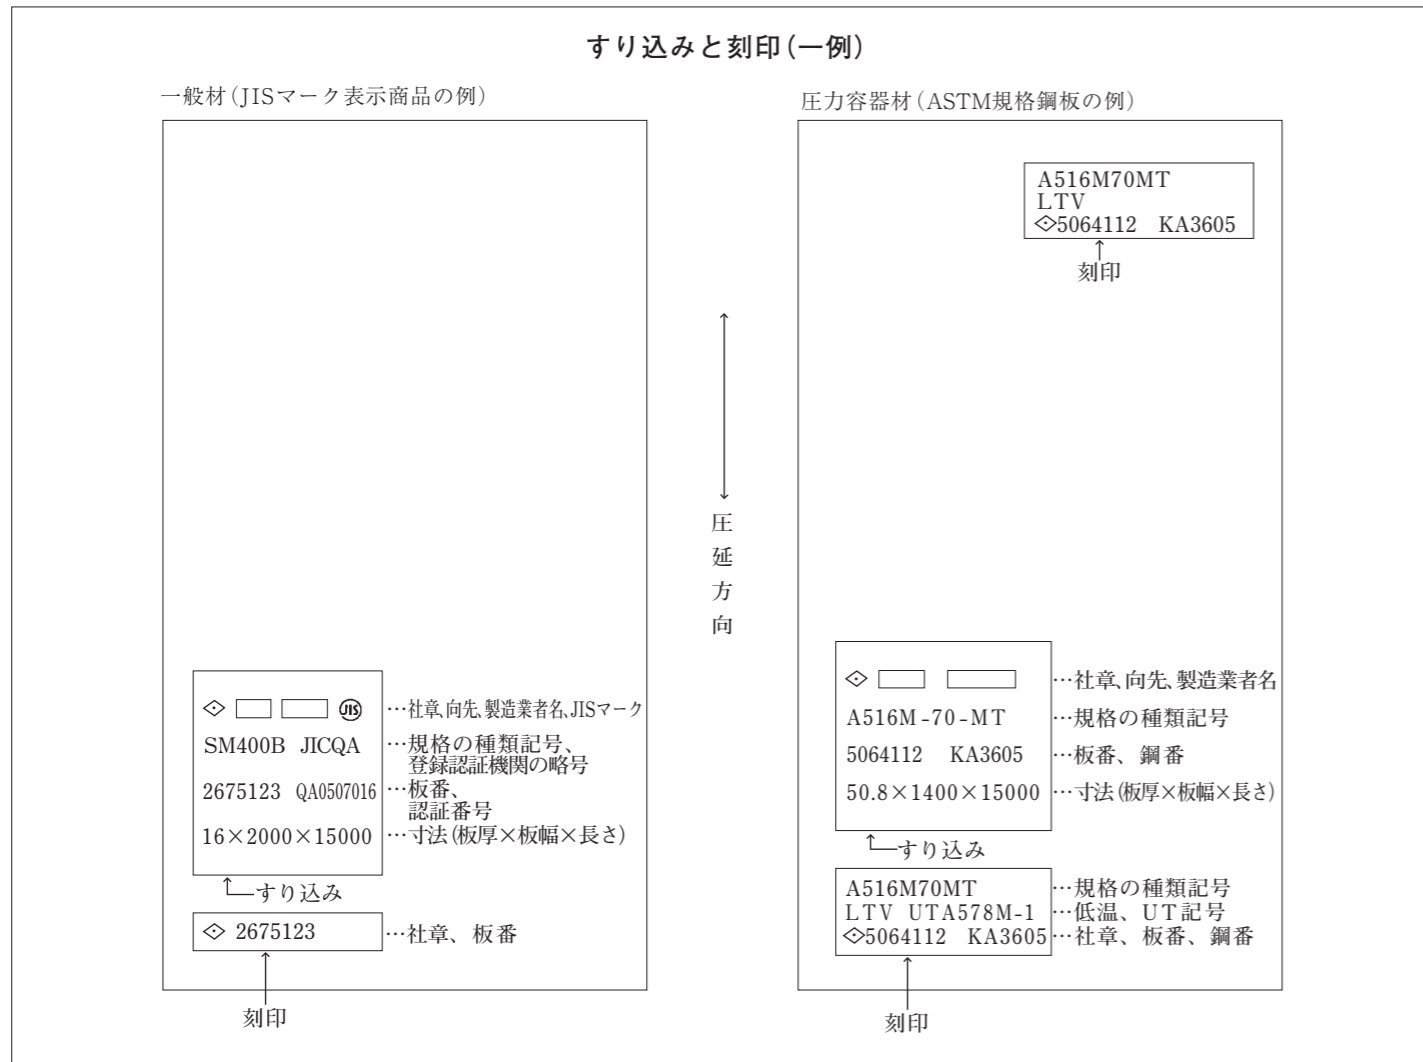 すり込みと刻印(一例)
一般材(JISマーク表示商品の例)
JIS
SM400B JICQA
2675123 QA0507016
16×2000×15000
…社章、向先、製造業者名、JISマーク
…規格の種類記号、
登録認証機関の略号
…板番、
認証番号
…寸法(板厚×板幅×長さ)
すり込み
2675123
…社章、板番
刻印
圧延方向
圧力容器材(ASTM規格鋼板の例)
A516M70MT
LTV
5064112 KA3605
刻印
…社章、向先、製造業者名
A516M-70-MT
…規格の種類記号
5064112 KA3605
…板番、鋼番
50.8×1400×15000
…寸法(板厚×板幅×長さ)
すり込み
A516M70MT
…規格の種類記号
LTV UTA578M-1
…低温、UT記号
5064112 KA3605
…社章、板番、鋼番
刻印